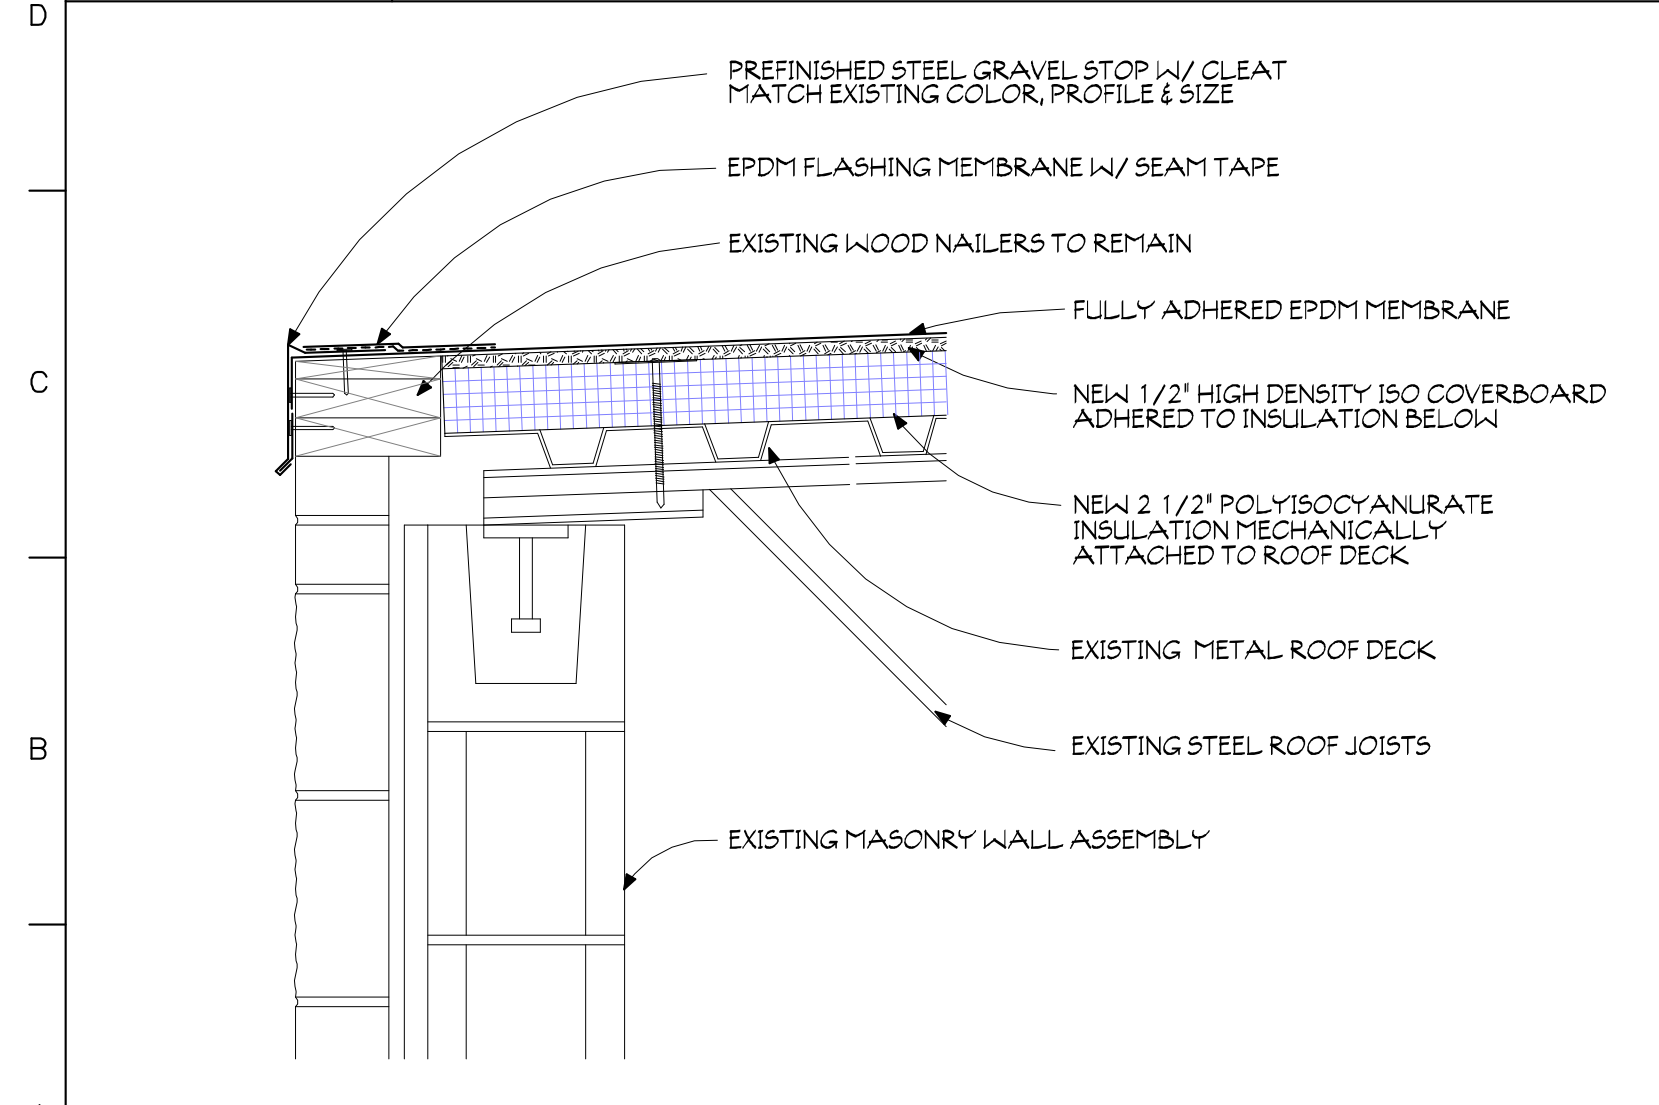 D
PREFINISHED STEEL GRAVEL STOP W/ CLEAT
MATCH EXISTING COLOR, PROFILE & SIZE
EPDM FLASHING MEMBRANE W/ SEAM TAPE
EXISTING WOOD NAILERS TO REMAIN
FULLY ADHERED EPDM MEMBRANE
C
NEW 1/2" HIGH DENSITY ISO COVERBOARD
ADHERED TO INSULATION BELOW
NEW 2 1/2" POLYISOCYANURATE
INSULATION MECHANICALLY
ATTACHED TO ROOF DECK
EXISTING METAL ROOF DECK
B
EXISTING STEEL ROOF JOISTS
EXISTING MASONRY WALL ASSEMBLY